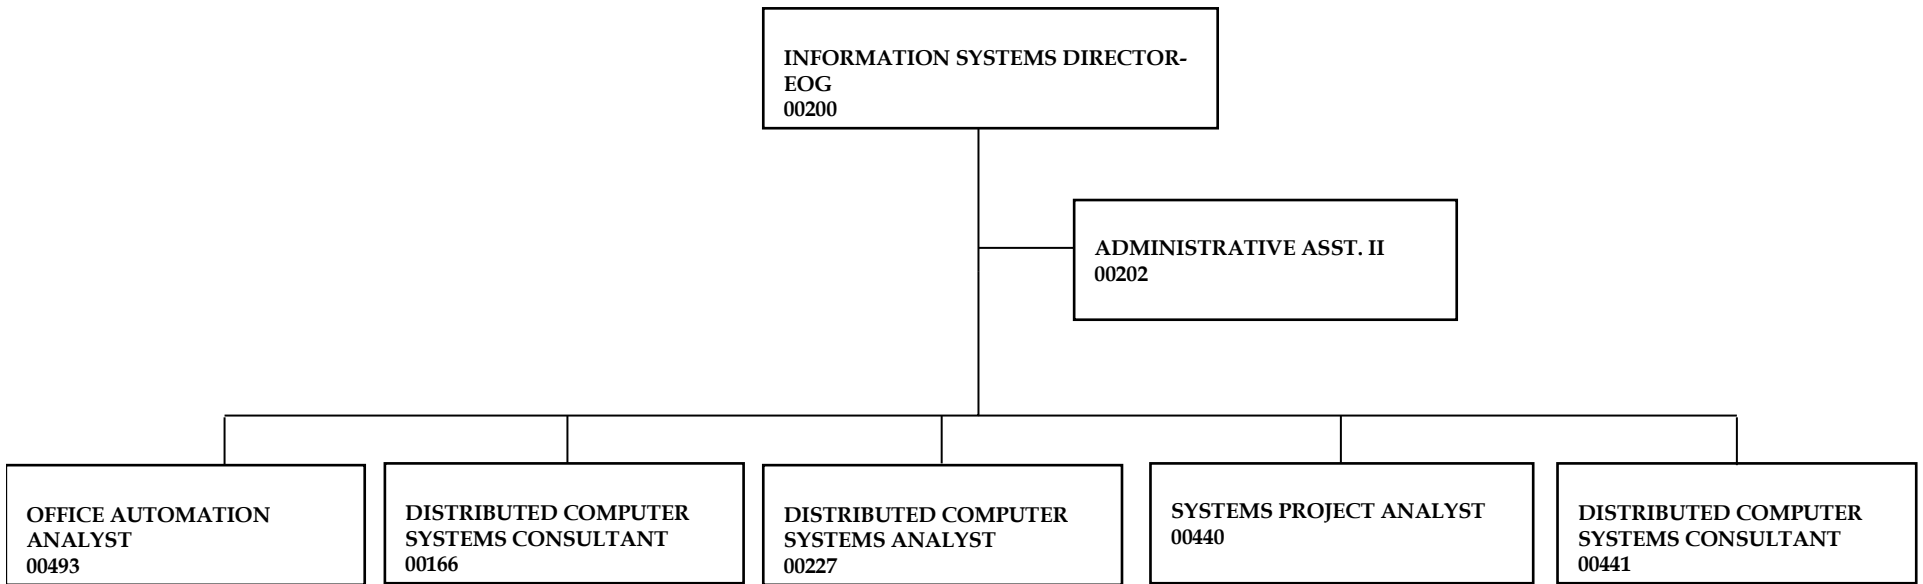 INFORMATION SYSTEMS DIRECTOR-
EOG
00200
ADMINISTRATIVE ASST. II
00202
OFFICE AUTOMATION
ANALYST
00493
DISTRIBUTED COMPUTER
SYSTEMS CONSULTANT
00166
DISTRIBUTED COMPUTER
SYSTEMS ANALYST
00227
SYSTEMS PROJECT ANALYST
00440
DISTRIBUTED COMPUTER
SYSTEMS CONSULTANT
00441